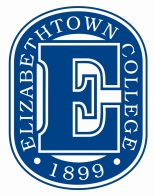 ELIZABETHTOWN COLLEGE
E
• 1899 •